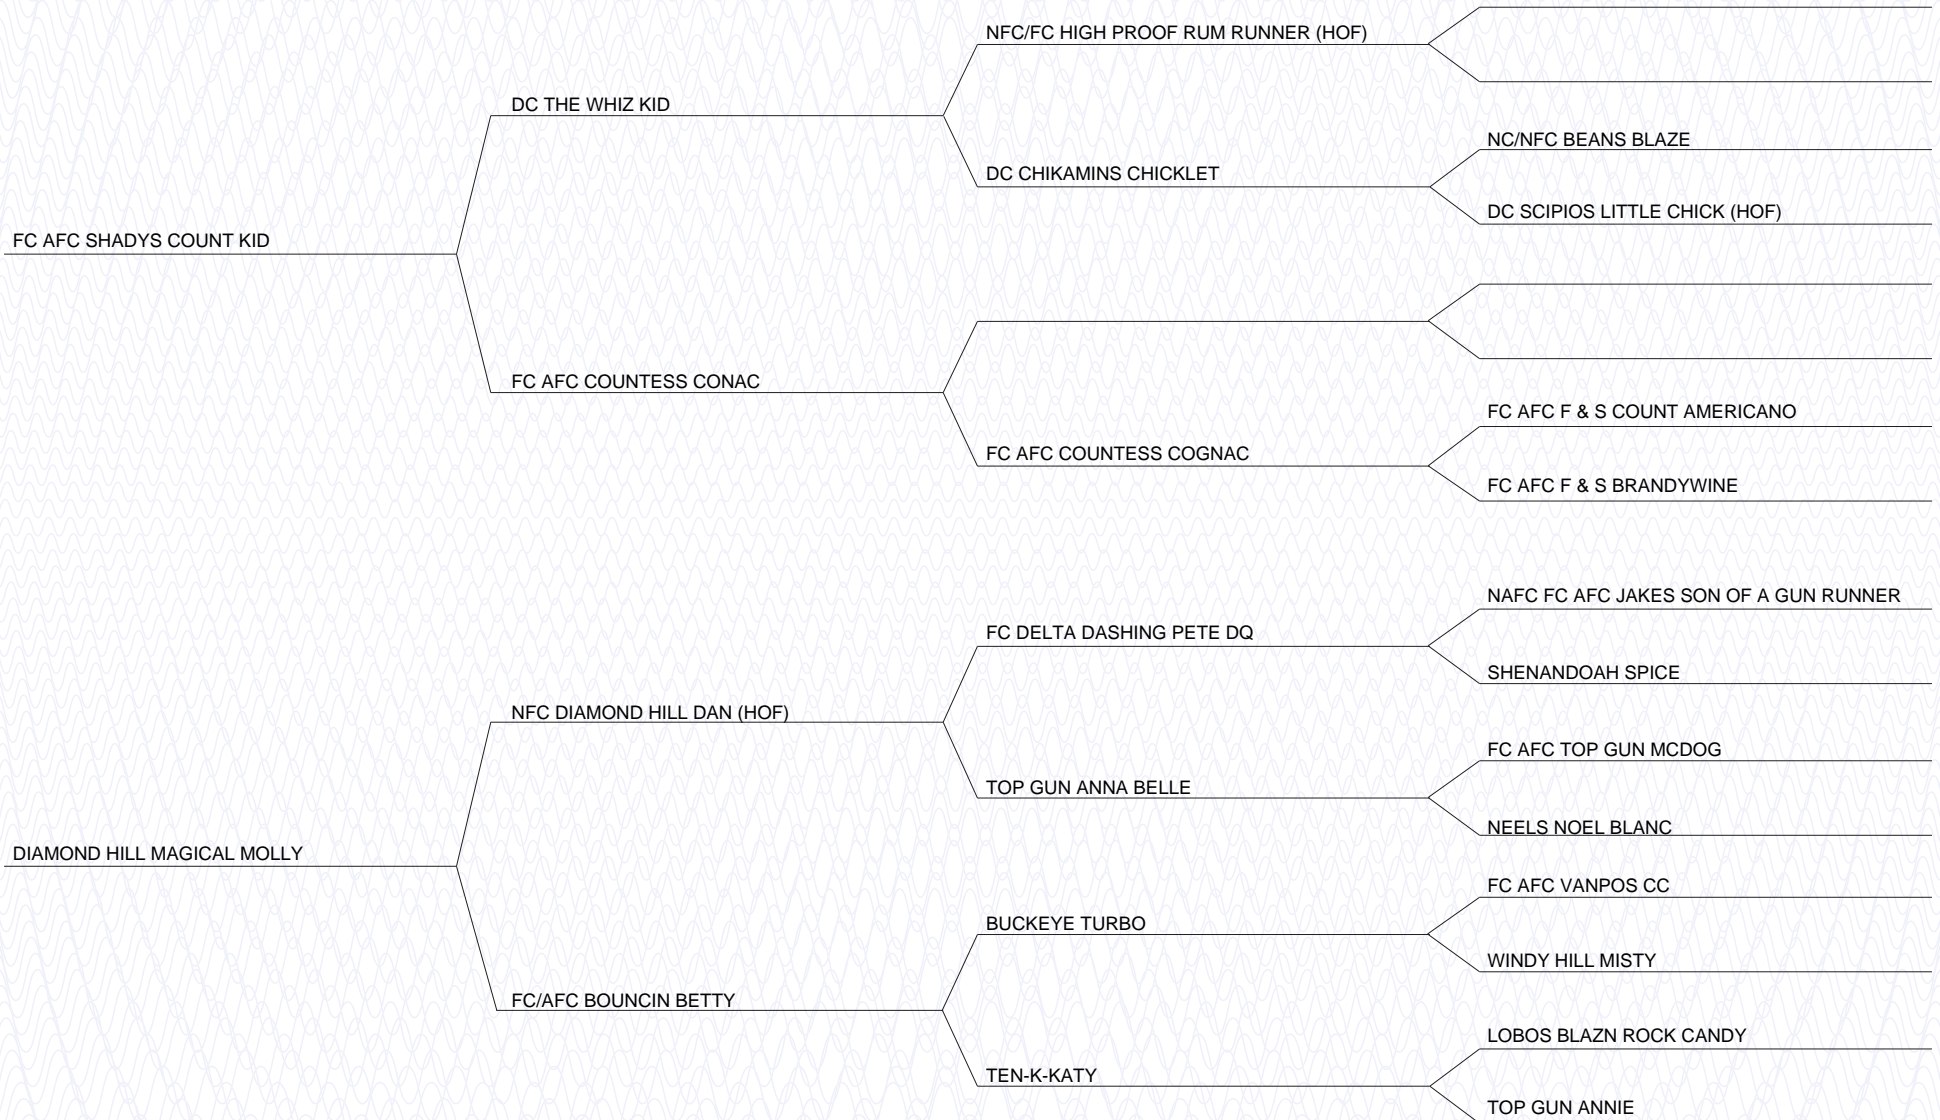 NFC/FC HIGH PROOF RUM RUNNER (HOF)
DC THE WHIZ KID
NC/NFC BEANS BLAZE
DC CHIKAMINS CHICKLET
DC SCIPIOS LITTLE CHICK (HOF)
FC AFC SHADYS COUNT KID
FC AFC COUNTESS CONAC
FC AFC F & S COUNT AMERICANO
FC AFC COUNTESS COGNAC
FC AFC F & S BRANDYWINE
NAFC FC AFC JAKES SON OF A GUN RUNNER
FC DELTA DASHING PETE DQ
SHENANDOAH SPICE
NFC DIAMOND HILL DAN (HOF)
FC AFC TOP GUN MCDOG
TOP GUN ANNA BELLE
NEELS NOEL BLANC
DIAMOND HILL MAGICAL MOLLY
FC AFC VANPOS CC
BUCKEYE TURBO
WINDY HILL MISTY
FC/AFC BOUNCIN BETTY
LOBOS BLAZN ROCK CANDY
TEN-K-KATY
TOP GUN ANNIE